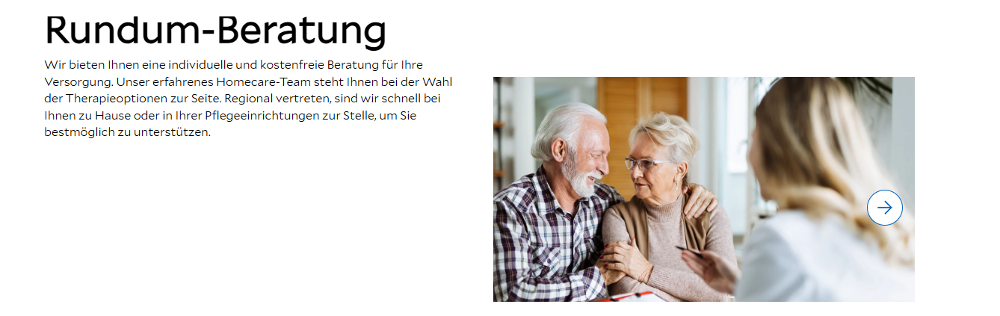 Rundum-Beratung
Wir bieten Ihnen eine individuelle und kostenfreie Beratung für Ihre
Versorgung. Unser erfahrenes Homecare-Team steht Ihnen bei der Wahl
der Therapieoptionen zur Seite. Regional vertreten, sind wir schnell bei
Ihnen zu Hause oder in Ihrer Pflegeeinrichtungen zur Stelle, um Sie
bestmöglich zu unterstützen.